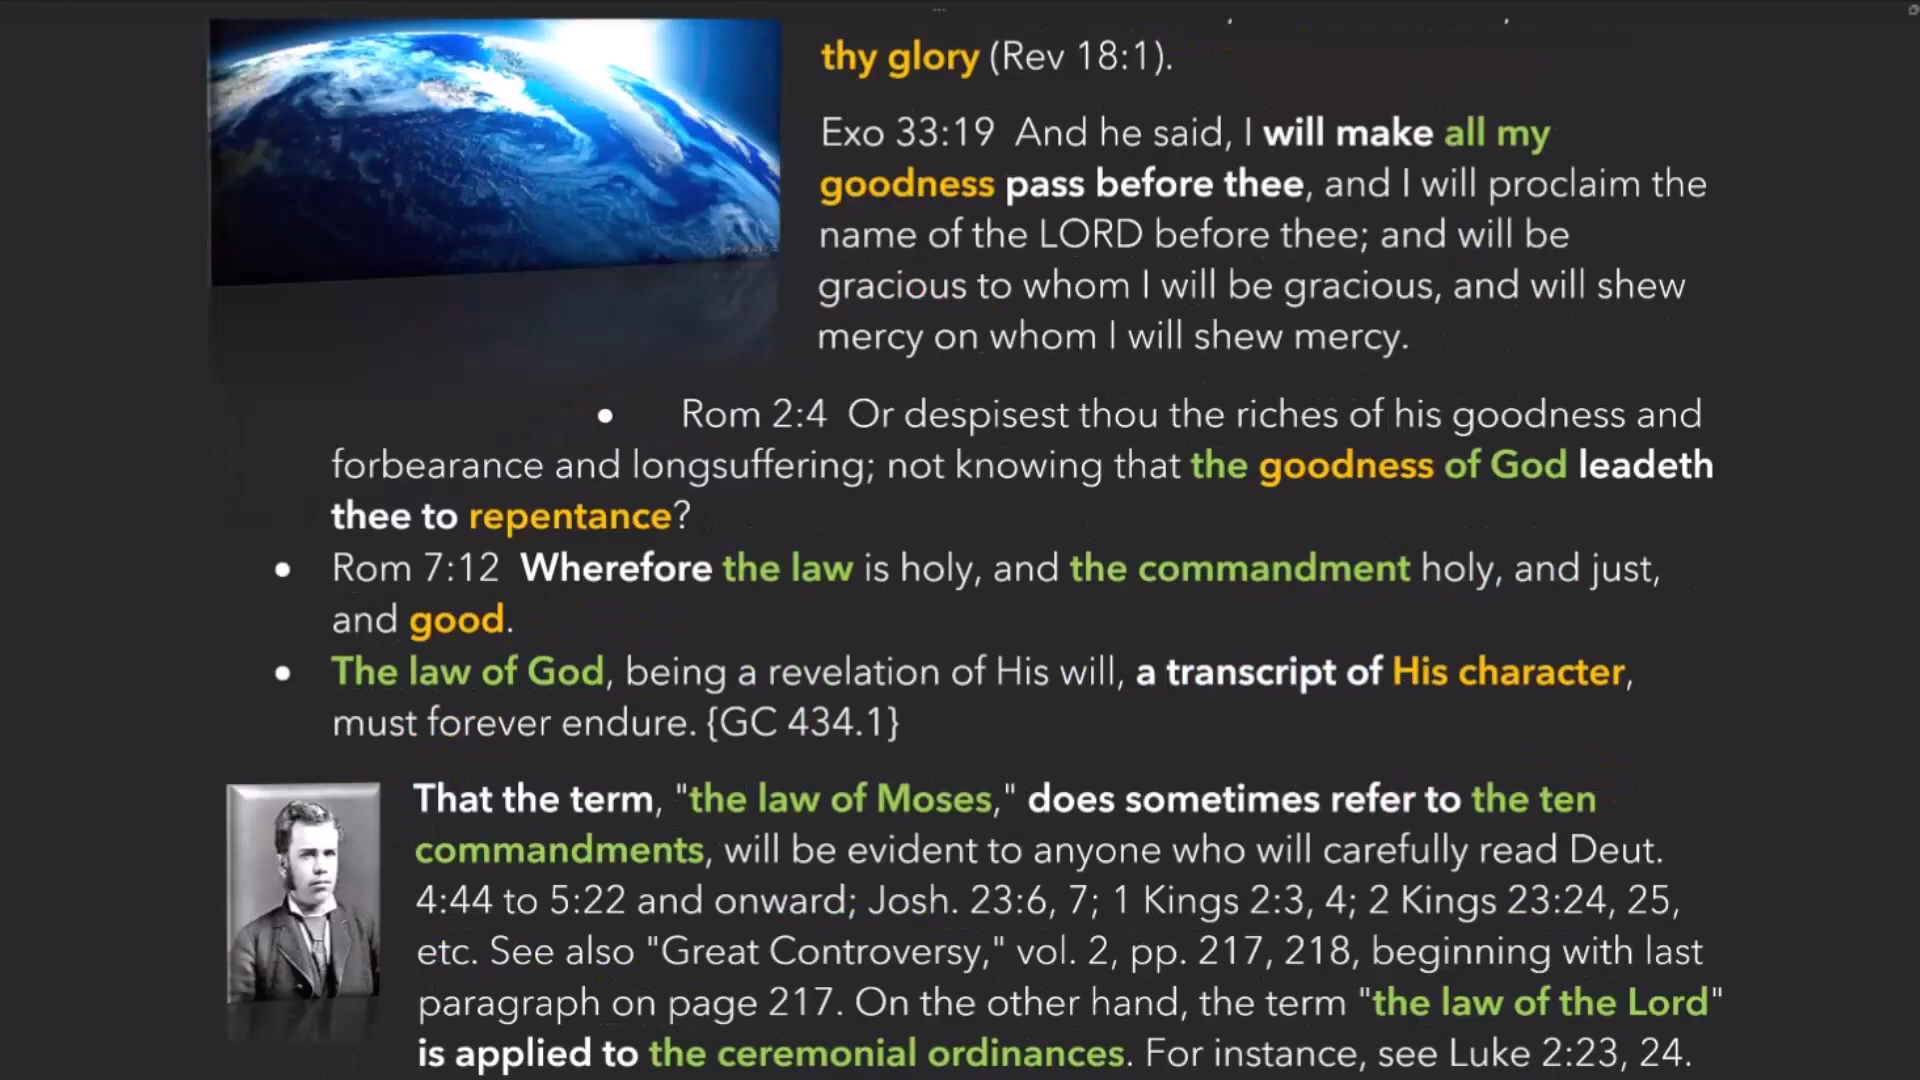 thy glory (Rev 18:1).
Exo 33:19 And he said, I will make all my
goodness pass before thee, and I will proclaim the
name of the LORD before thee; and will be
gracious to whom I will be gracious, and will shew
mercy on whom I will shew mercy.
• Rom 2:4 Or despisest thou the riches of his goodness and
forbearance and longsuffering; not knowing that the goodness of God leadeth
thee to repentance?
• Rom 7:12 Wherefore the law is holy, and the commandment holy, and just,
and good.
• The law of God, being a revelation of His will, a transcript of His character,
must forever endure. {GC 434.1}
That the term, "the law of Moses," does sometimes refer to the ten
commandments, will be evident to anyone who will carefully read Deut.
4:44 to 5:22 and onward; Josh. 23:6, 7; 1 Kings 2:3, 4; 2 Kings 23:24, 25,
etc. See also "Great Controversy," vol. 2, pp. 217, 218, beginning with last
paragraph on page 217. On the other hand, the term "the law of the Lord"
is applied to the ceremonial ordinances. For instance, see Luke 2:23, 24.